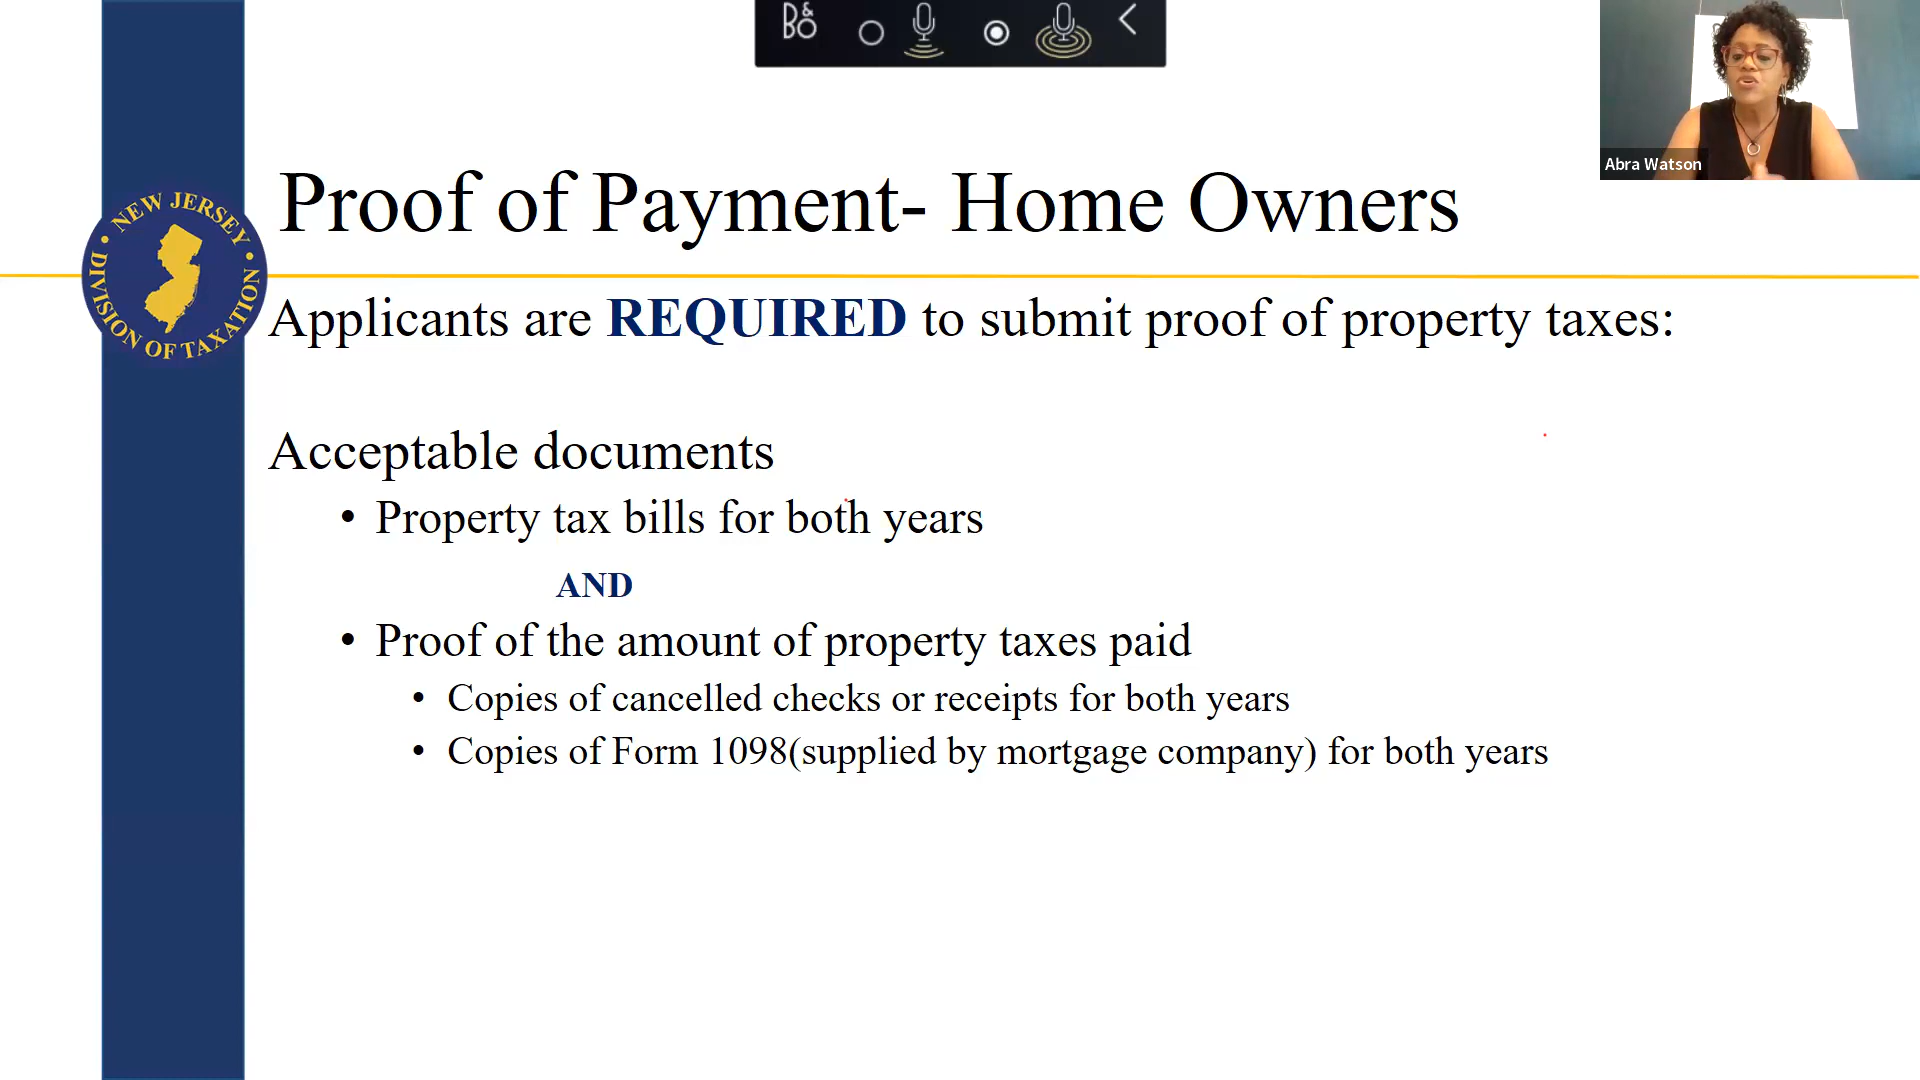 B&O
Abra Watson
Proof of Payment- Home Owners
• NEW JERSEY •
DIVISION OF TAXATION
Applicants are REQUIRED to submit proof of property taxes:
Acceptable documents
• Property tax bills for both years
AND
• Proof of the amount of property taxes paid
• Copies of cancelled checks or receipts for both years
• Copies of Form 1098(supplied by mortgage company) for both years